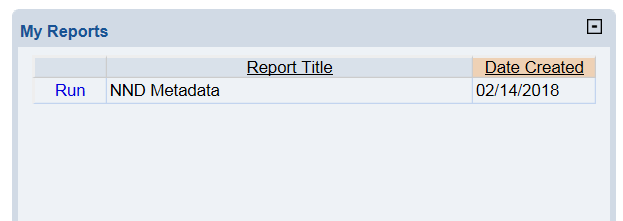 My Reports
Report Title Date Created
Run NND Metadata 02/14/2018